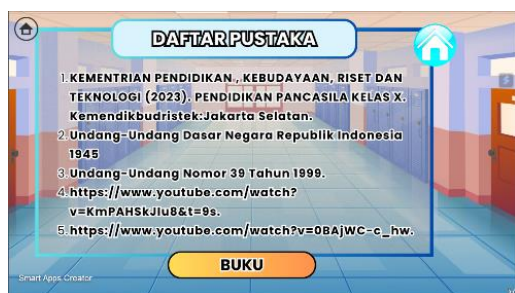 DAFTAR PUSTAKA
1. KEMENTRIAN PENDIDIKAN , KEBUDAYAAN, RISET DAN
TEKNOLOGI (2023). PENDIDIKAN PANCASILA KELAS X.
Kemendikbudristek:Jakarta Selatan.
2. Undang-Undang Dasar Negara Republik Indonesia
1945
3. Undang-Undang Nomor 39 Tahun 1999.
4. https://www.youtube.com/watch?
v=KmPAHSkJIu8&t=9s.
5. https://www.youtube.com/watch?v=0BAjWC-c_hw.
BUKU
Smart Apps Creator